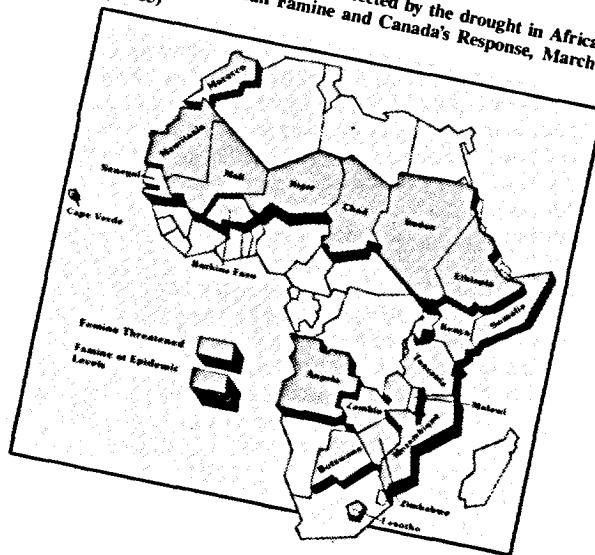 ected by the drought in Africa
Famine and Canada's Response, March
Morocco
Mauritania
Mali
Niger
Chad
Sudan
Senegal
Cape Verde
Burkina Faso
Ethiopia
Somalia
Kenya
Tanzania
Famine Threatened
Famine at Epidemic
Levels
Angola
Zambia
Malawi
Mozambique
Botswana
Zimbabwe
Lesotho